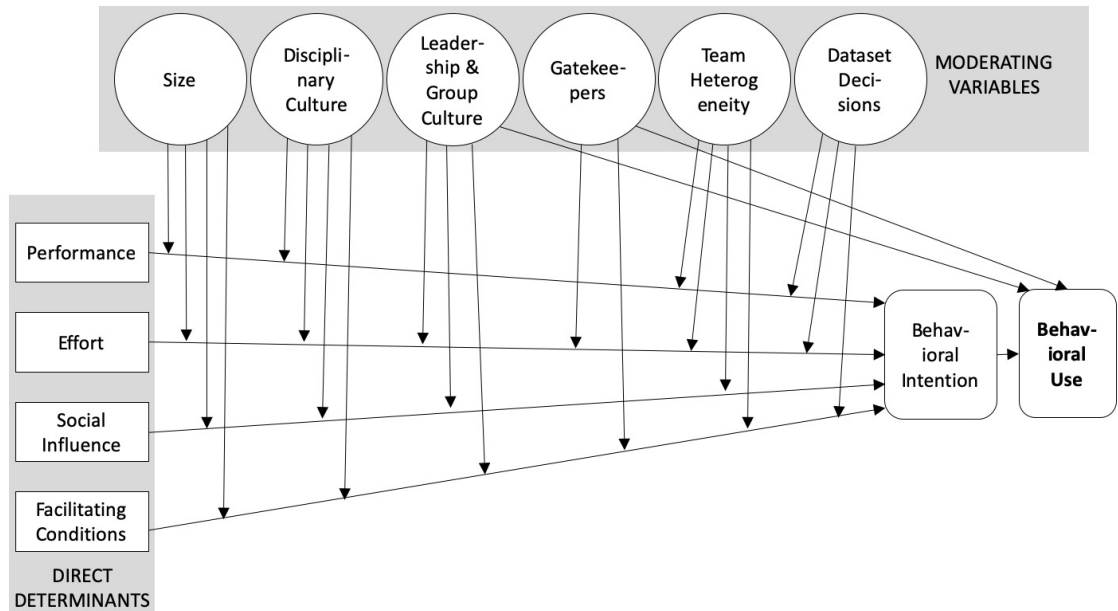 Size
Discipli-
nary
Culture
Leader-
ship &
Group
Culture
Gatekee-
pers
Team
Heterog
eneity
Dataset
Deci-
sions
MODERATING
VARIABLES
Performance
Effort
Social
Influence
Facilitating
Conditions
DIRECT
DETERMINANTS
Behav-
ioral
Intention
Behav-
ioral
Use